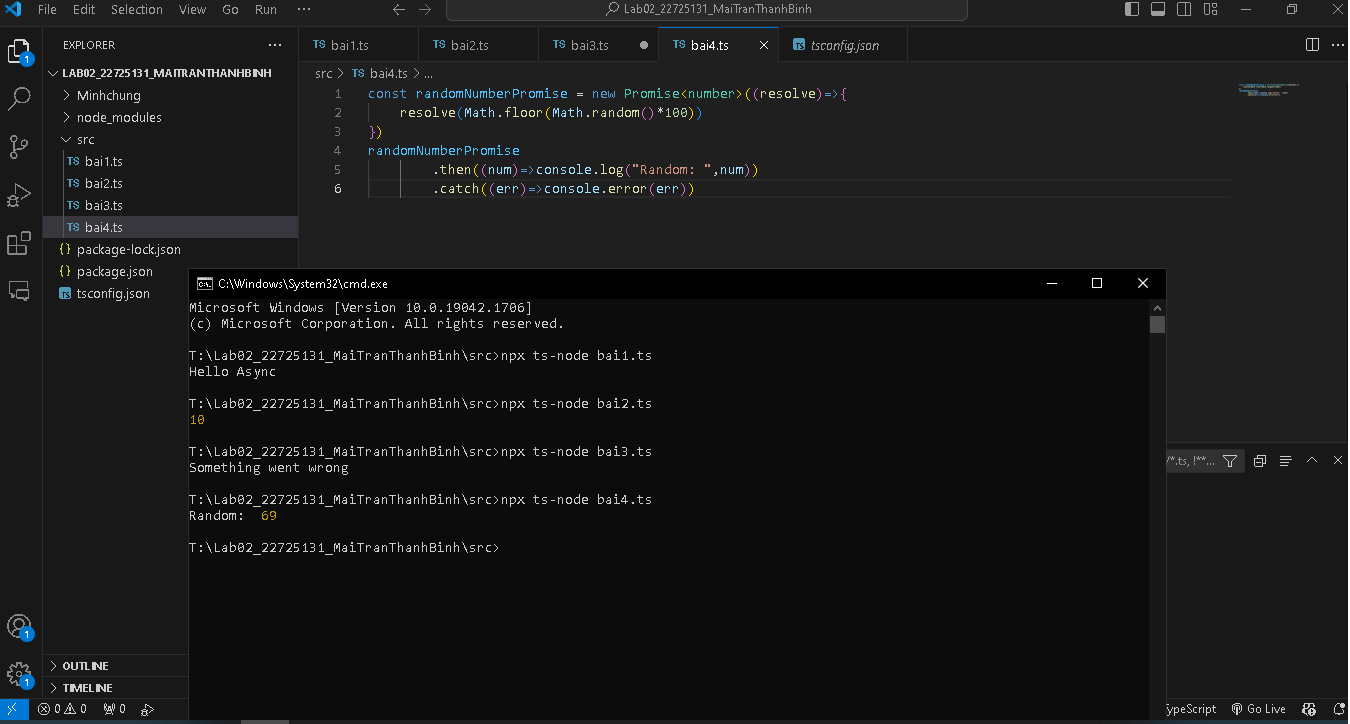 File Edit Selection View Go Run ··· Lab02_22725131_MaiTranThanhBinh
EXPLORER ···
TS bai1.ts TS bai2.ts TS bai3.ts TS bai4.ts TS tsconfig.json ···
src > TS bai4.ts > ...
LAB02_22725131_MAITRANTHANHBINH
Minhchung
node_modules
src
TS bai1.ts
TS bai2.ts
TS bai3.ts
TS bai4.ts
{} package-lock.json
{} package.json
TS tsconfig.json
1 const randomNumberPromise = new Promise<number>((resolve)=>{
2 resolve(Math.floor(Math.random()*100))
3 })
4 randomNumberPromise
5 .then((num)=>console.log("Random: ",num))
6 .catch((err)=>console.error(err))
C:\Windows\System32\cmd.exe
Microsoft Windows [Version 10.0.19042.1706]
(c) Microsoft Corporation. All rights reserved.
T:\Lab02_22725131_MaiTranThanhBinh\src>npx ts-node bai1.ts
Hello Async
T:\Lab02_22725131_MaiTranThanhBinh\src>npx ts-node bai2.ts
10
T:\Lab02_22725131_MaiTranThanhBinh\src>npx ts-node bai3.ts
Something went wrong
T:\Lab02_22725131_MaiTranThanhBinh\src>npx ts-node bai4.ts
Random:  69
T:\Lab02_22725131_MaiTranThanhBinh\src>
/*.ts, !**...
1
1
1
OUTLINE
TIMELINE
0 0 0
ypeScript Go Live